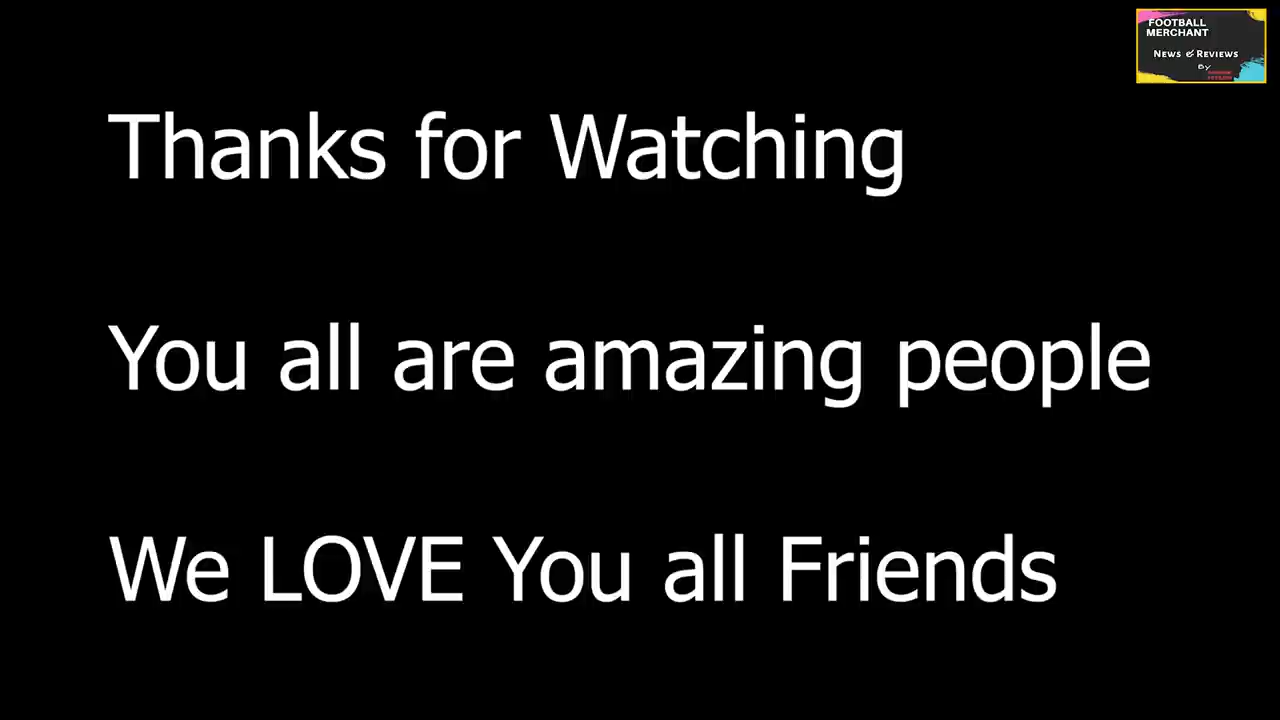 FOOTBALL
MERCHANT
News & Reviews
By
Thanks for Watching
You all are amazing people
We LOVE You all Friends